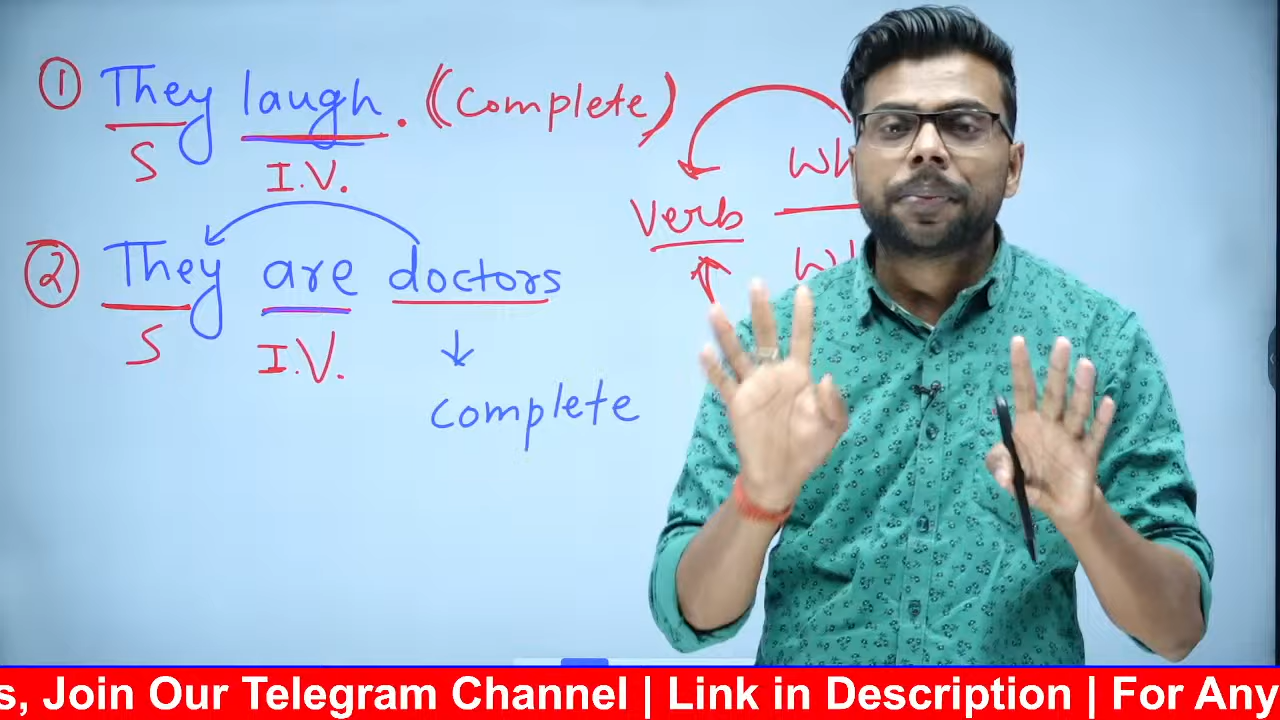 ① They laugh. (Complete)
S I.V.
Verb
② They are doctors
S I.V.
complete
s, Join Our Telegram Channel | Link in Description | For Any